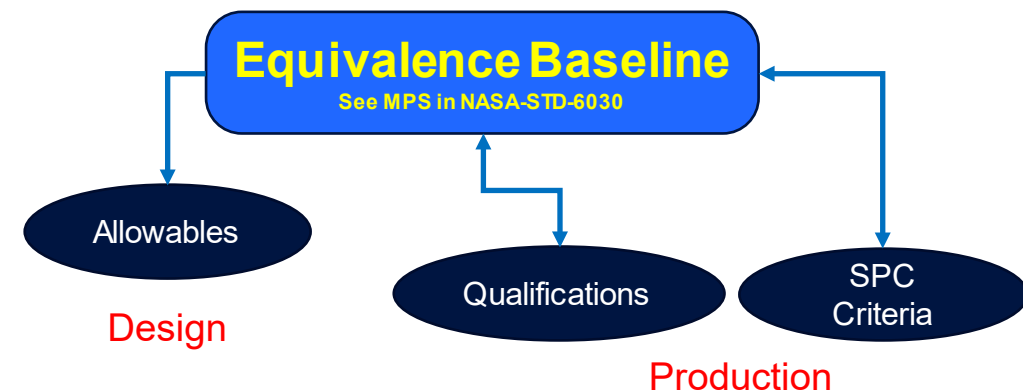 Equivalence Baseline
See MPS in NASA-STD-6030
Allowables
Qualifications
SPC
Criteria
Design
Production